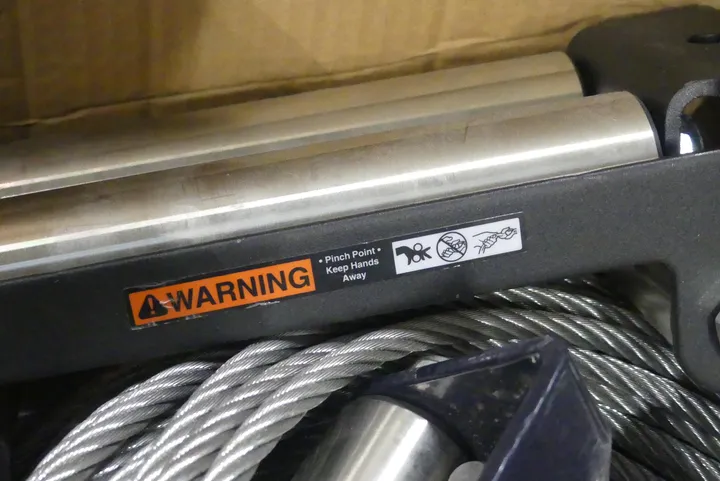 WARNING
• Pinch Point •
Keep Hands
Away